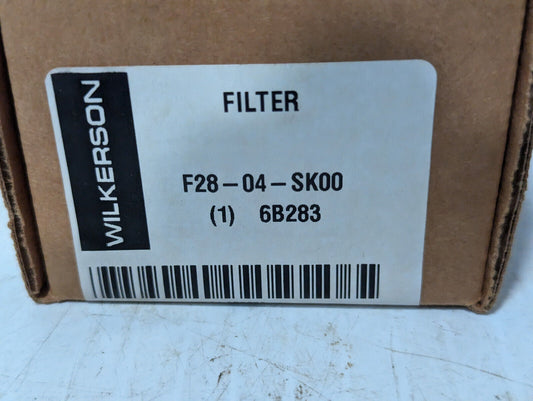 WILKERSON
FILTER
F28-04-SK00
(1) 6B283